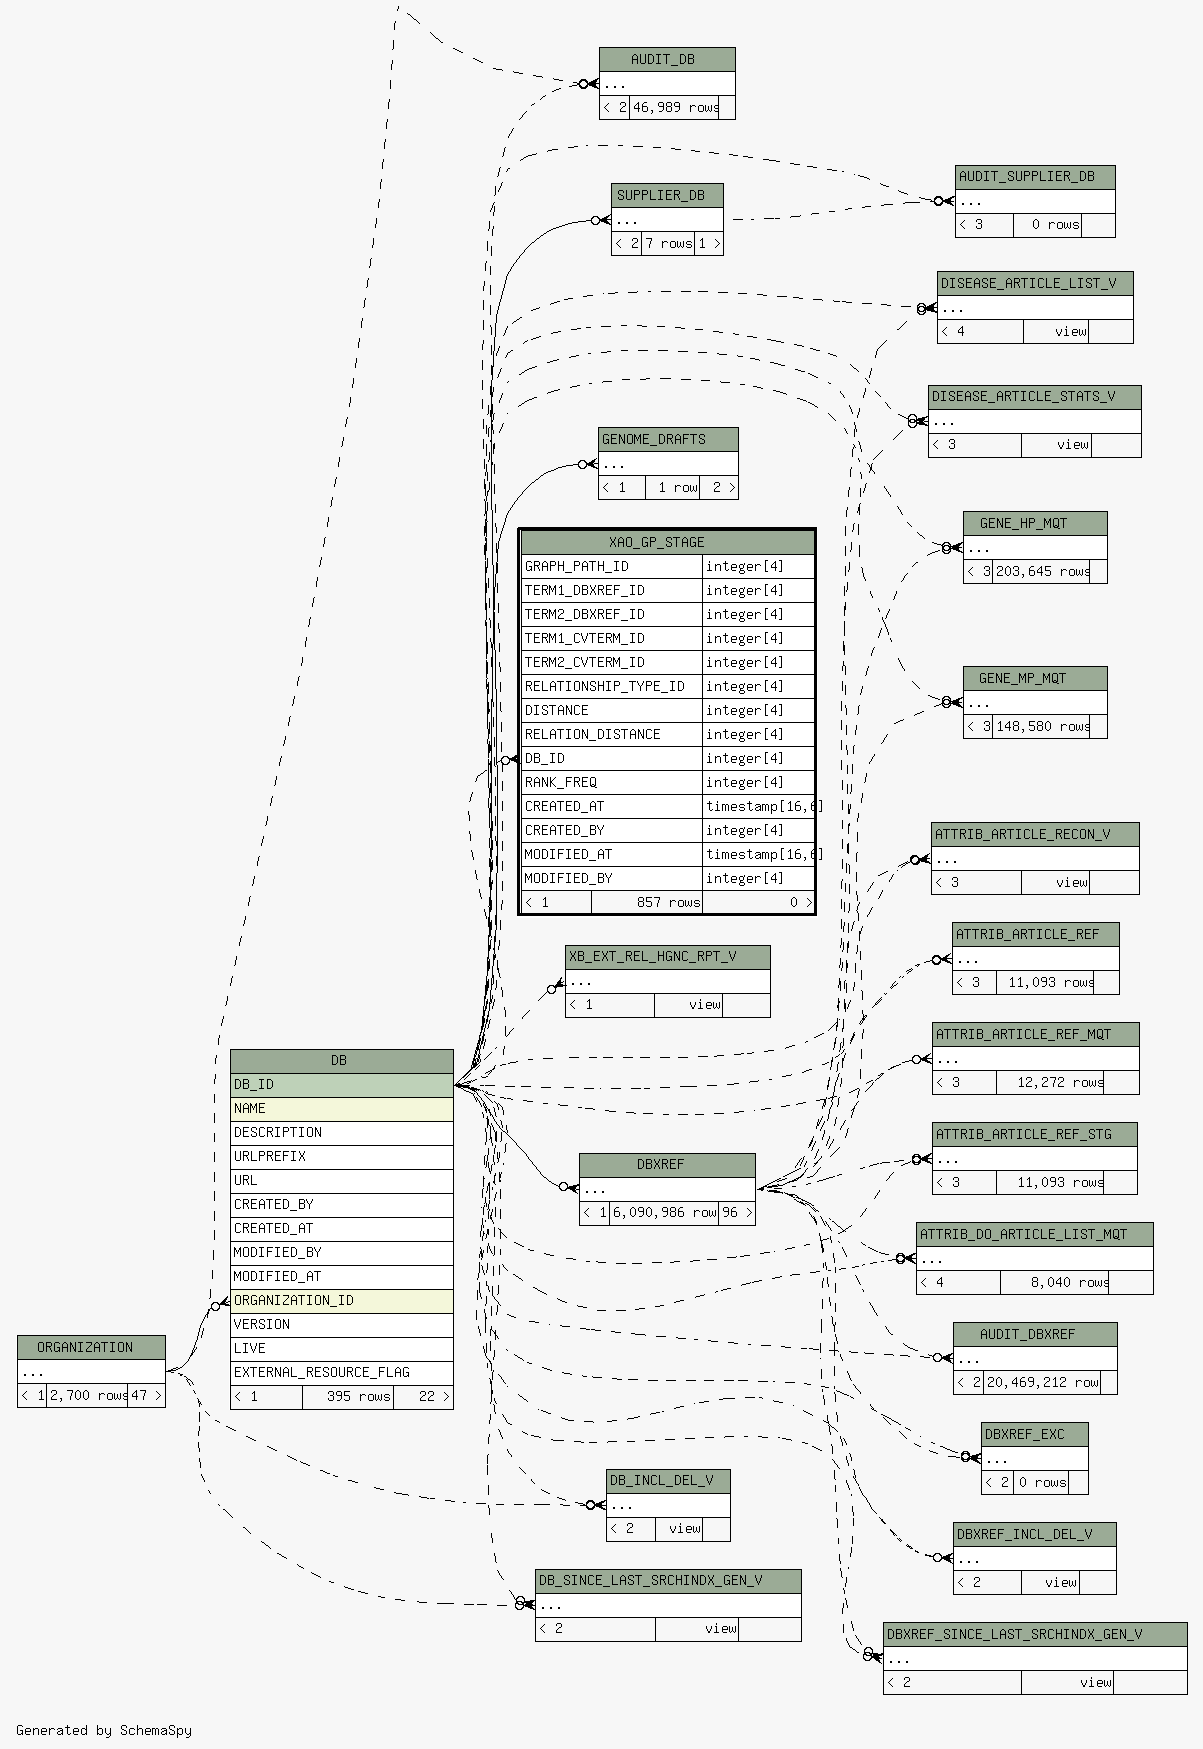 AUDIT_DB
...
< 2 46,989 rows
AUDIT_SUPPLIER_DB
...
< 3 0 rows
SUPPLIER_DB
...
< 2 7 rows 1 >
DISEASE_ARTICLE_LIST_V
...
< 4 view
DISEASE_ARTICLE_STATS_V
...
< 3 view
GENOME_DRAFTS
...
< 1 1 row 2 >
GENE_HP_MQT
...
< 3 203,645 rows
XAO_GP_STAGE
GRAPH_PATH_ID integer[4]
TERM1_DBXREF_ID integer[4]
TERM2_DBXREF_ID integer[4]
TERM1_CVTERM_ID integer[4]
TERM2_CVTERM_ID integer[4]
RELATIONSHIP_TYPE_ID integer[4]
DISTANCE integer[4]
RELATION_DISTANCE integer[4]
DB_ID integer[4]
RANK_FREQ integer[4]
CREATED_AT timestamp[16,6]
CREATED_BY integer[4]
MODIFIED_AT timestamp[16,6]
MODIFIED_BY integer[4]
< 1 857 rows 0 >
GENE_MP_MQT
...
< 3 148,580 rows
ATTRIB_ARTICLE_RECON_V
...
< 3 view
ATTRIB_ARTICLE_REF
...
< 3 11,093 rows
XB_EXT_REL_HGNC_RPT_V
...
< 1 view
ATTRIB_ARTICLE_REF_MQT
...
< 3 12,272 rows
DB
DB_ID
NAME
DESCRIPTION
URLPREFIX
URL
CREATED_BY
CREATED_AT
MODIFIED_BY
MODIFIED_AT
ORGANIZATION_ID
VERSION
LIVE
EXTERNAL_RESOURCE_FLAG
< 1 395 rows 22 >
ATTRIB_ARTICLE_REF_STG
...
< 3 11,093 rows
DBXREF
...
< 1 6,090,986 row 96 >
ATTRIB_DO_ARTICLE_LIST_MQT
...
< 4 8,040 rows
AUDIT_DBXREF
...
< 2 20,469,212 row
ORGANIZATION
...
< 1 2,700 rows 47 >
DBXREF_EXC
...
< 2 0 rows
DB_INCL_DEL_V
...
< 2 view
DBXREF_INCL_DEL_V
...
< 2 view
DB_SINCE_LAST_SRCHINDX_GEN_V
...
< 2 view
DBXREF_SINCE_LAST_SRCHINDX_GEN_V
...
< 2 view
Generated by SchemaSpy